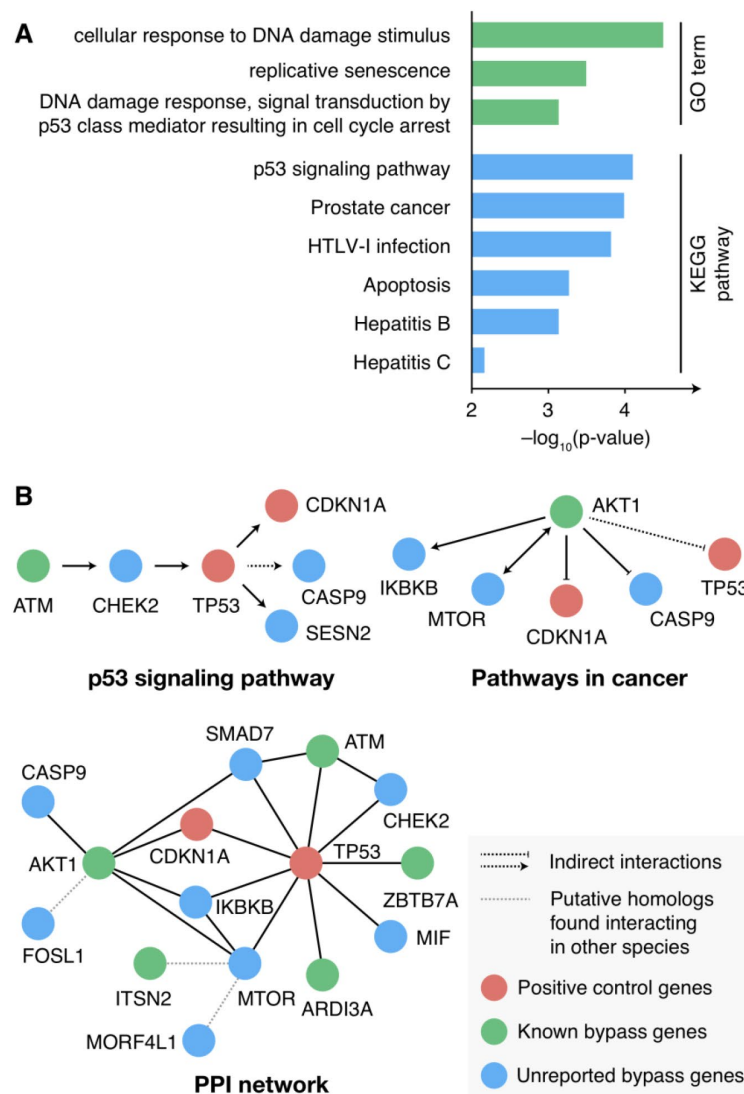 A
cellular response to DNA damage stimulus
replicative senescence
DNA damage response, signal transduction by
p53 class mediator resulting in cell cycle arrest
GO term
p53 signaling pathway
Prostate cancer
HTLV-I infection
Apoptosis
Hepatitis B
Hepatitis C
KEGG
pathway
2 3 4
–log10(p-value)
B
ATM
CHEK2
TP53
CDKN1A
CASP9
SESN2
p53 signaling pathway
AKT1
IKBKB
MTOR
CDKN1A
CASP9
TP53
Pathways in cancer
SMAD7
ATM
CASP9
CHEK2
CDKN1A
TP53
AKT1
ZBTB7A
IKBKB
MIF
FOSL1
ITSN2
MTOR
ARDI3A
MORF4L1
PPI network
Indirect interactions
Putative homologs
found interacting
in other species
Positive control genes
Known bypass genes
Unreported bypass genes